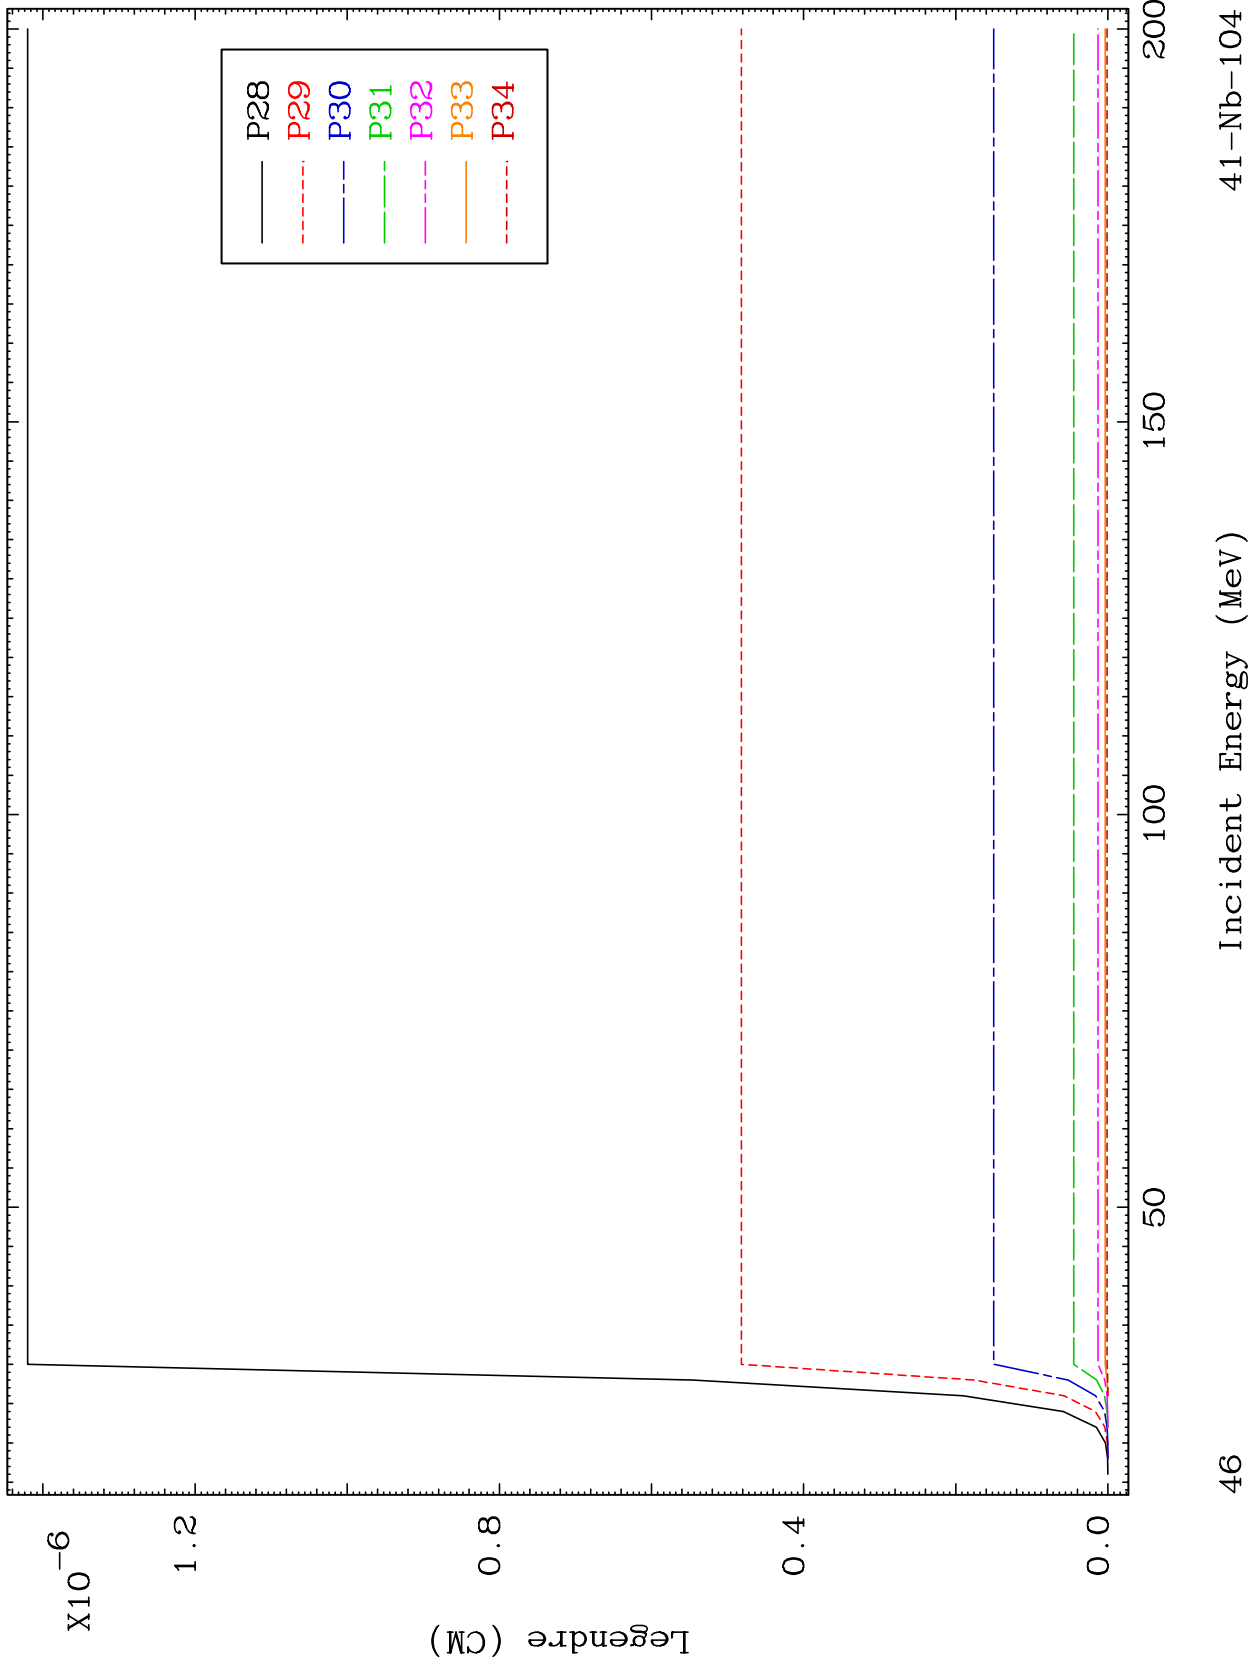 X10-6
1.2
0.8
0.4
0.0
Legendre (CM)
P28
P29
P30
P31
P32
P33
P34
50
100
150
200
Incident Energy (MeV)
46
41-Nb-104